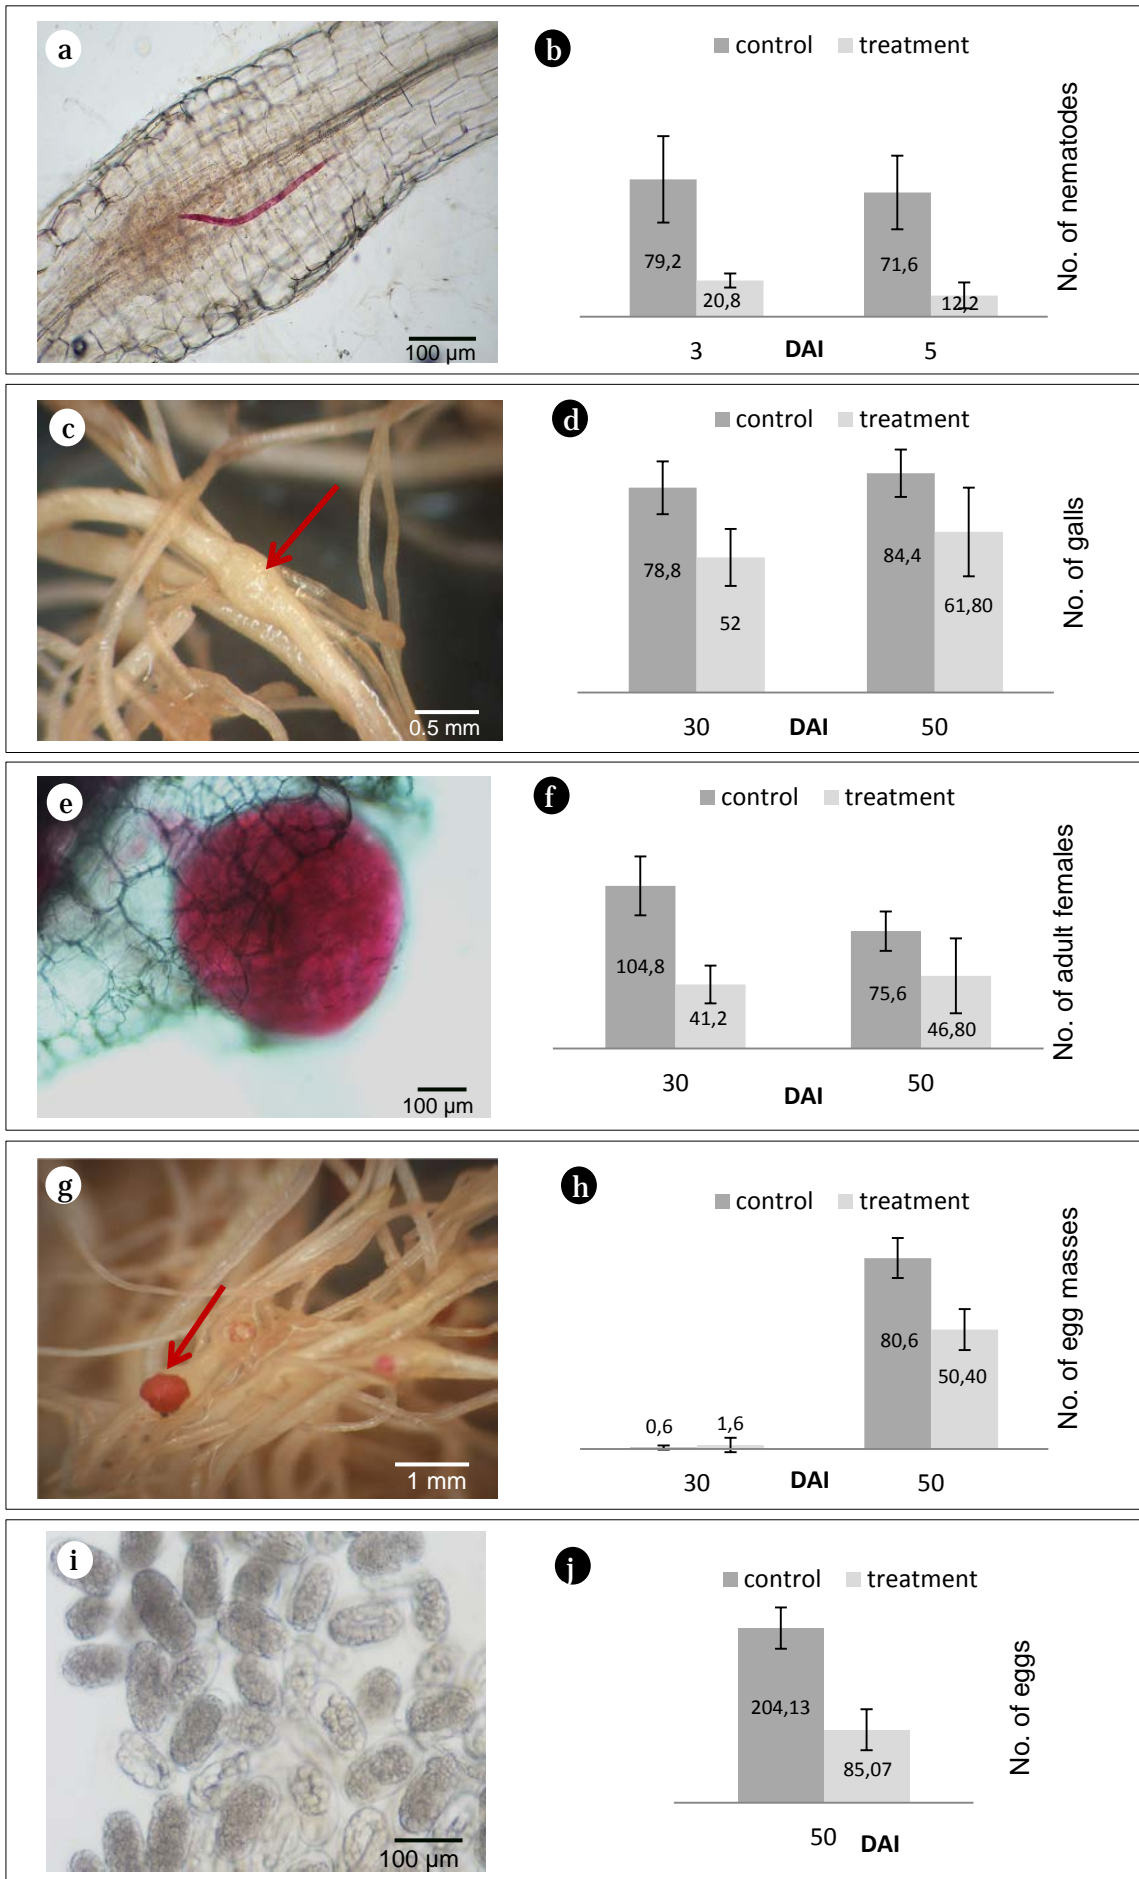 a
100 µm
b
control treatment
79,2
20,8
71,6
12,2
3 DAI 5
No. of nematodes
c
0.5 mm
d
control treatment
78,8
52
84,4
61,80
30 DAI 50
No. of galls
e
100 µm
f
control treatment
104,8
41,2
75,6
46,80
30 DAI 50
No. of adult females
g
1 mm
h
control treatment
0,6
1,6
80,6
50,40
30 DAI 50
No. of egg masses
i
100 µm
j
control treatment
204,13
85,07
50 DAI
No. of eggs